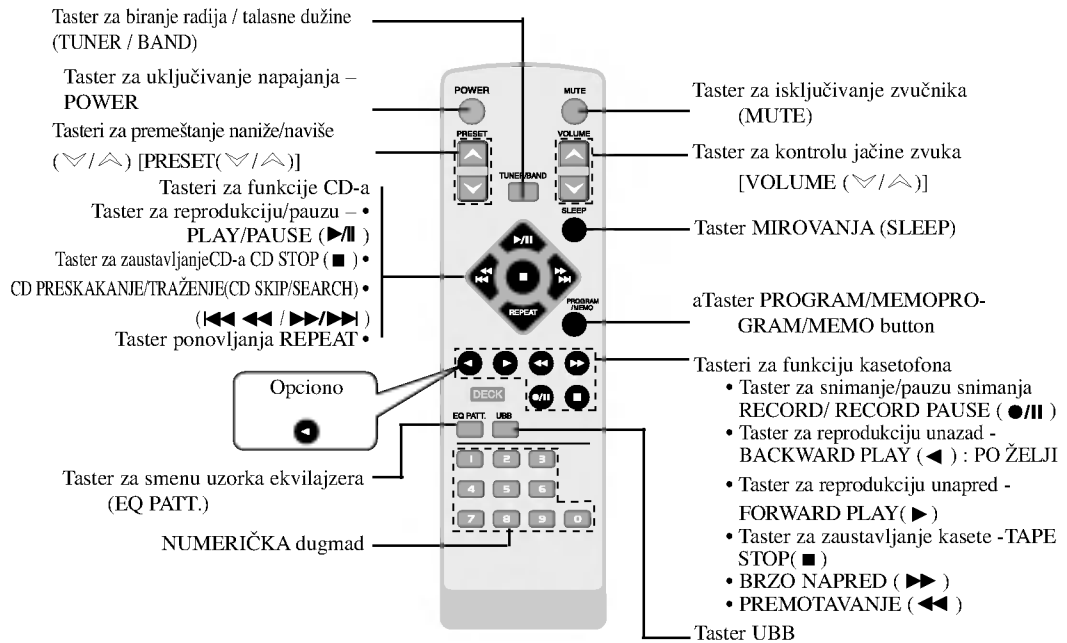 Taster za biranje radija / talasne dužine
(TUNER / BAND)
Taster za uključivanje napajanja –
POWER
Tasteri za premeštanje naniže/naviše
(﹀/︿) [PRESET(﹀/︿)]
Tasteri za funkcije CD-a
Taster za reprodukciju/pauzu – •
PLAY/PAUSE (►/II )
Taster za zaustavljanjeCD-a CD STOP ( ■ ) •
CD PRESKAKANJE/TRAŽENJE(CD SKIP/SEARCH) •
(I◄◄ ◄◄ / ►►/►►I )
Taster ponovljanja REPEAT •
Opciono
◄
Taster za smenu uzorka ekvilajzera
(EQ PATT.)
NUMERIČKA dugmad
POWER
MUTE
PRESET
VOLUME
TUNER/BAND
SLEEP
►/II
I◄◄ ◄◄
■
►► ►►I
REPEAT
PROGRAM
/MEMO
◄ ► ◄◄ ►►
DECK
●/II ■
EQ PATT. UBB
1 2 3
4 5 6
7 8 9 0
Taster za isključivanje zvučnika
(MUTE)
Taster za kontrolu jačine zvuka
[VOLUME (﹀/︿)]
Taster MIROVANJA (SLEEP)
aTaster PROGRAM/MEMOPRO-
GRAM/MEMO button
Tasteri za funkciju kasetofona
• Taster za snimanje/pauzu snimanja
RECORD/ RECORD PAUSE ( ●/II )
• Taster za reprodukciju unazad -
BACKWARD PLAY ( ◄ ) : PO ŽELJI
• Taster za reprodukciju unapred -
FORWARD PLAY( ► )
• Taster za zaustavljanje kasete -TAPE
STOP( ■ )
• BRZO NAPRED ( ►► )
• PREMOTAVANJE ( ◄◄ )
Taster UBB